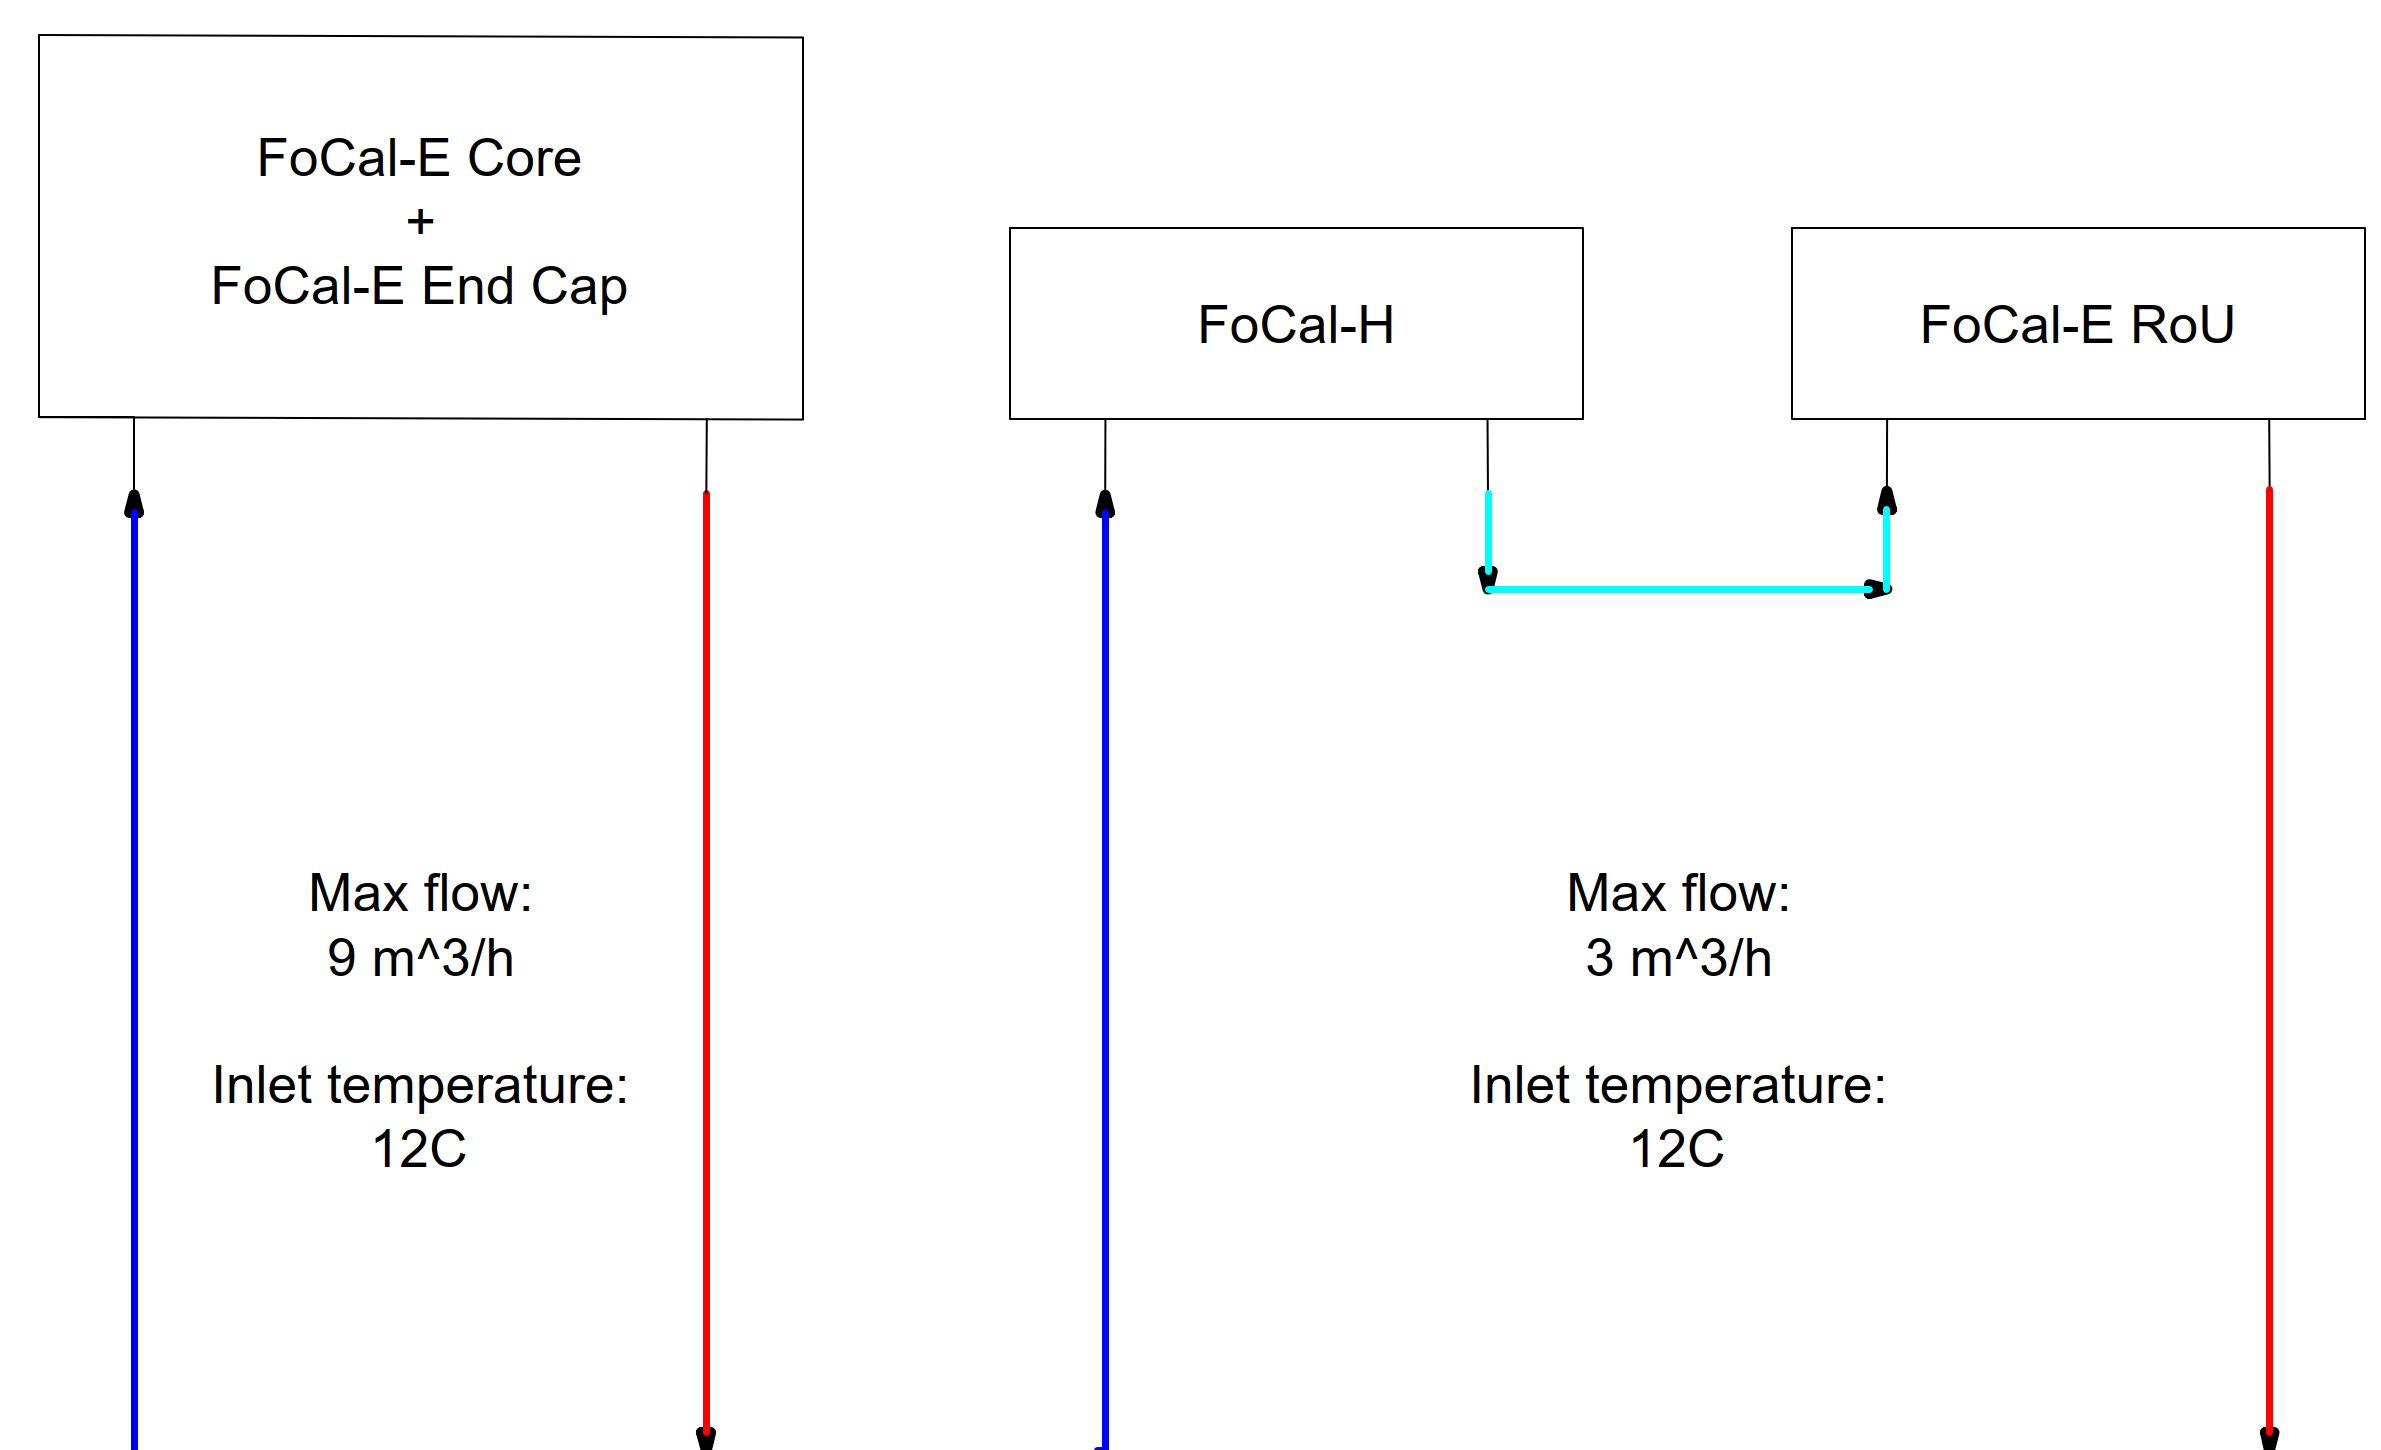 FoCal-E Core
+
FoCal-E End Cap
FoCal-H
FoCal-E RoU
Max flow:
9 m^3/h
Inlet temperature:
12C
Max flow:
3 m^3/h
Inlet temperature:
12C